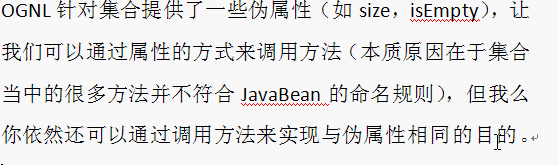 OGNL 针对集合提供了一些伪属性（如 size，isEmpty），让
我们可以通过属性的方式来调用方法（本质原因在于集合
当中的很多方法并不符合 JavaBean 的命名规则），但我么
你依然还可以通过调用方法来实现与伪属性相同的目的。